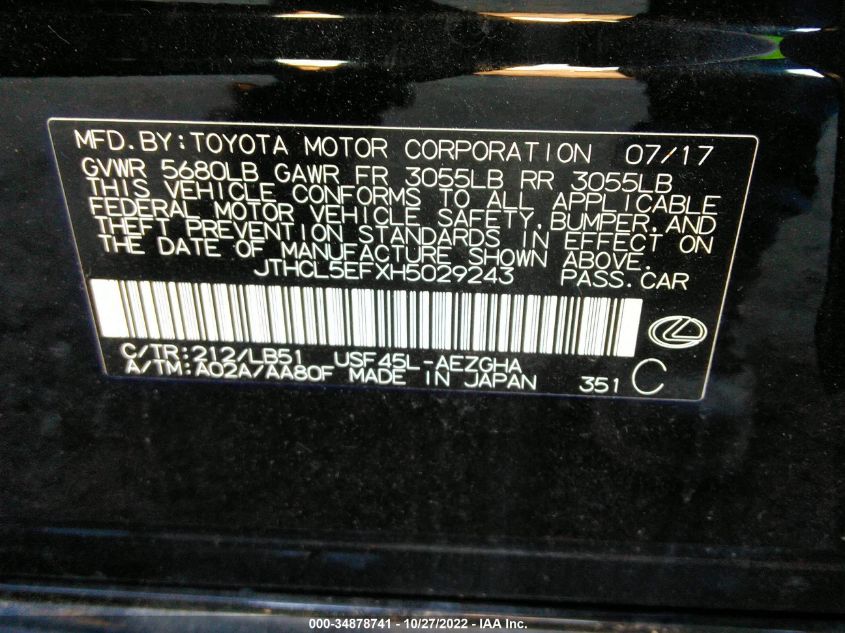 MFD.BY:TOYOTA MOTOR CORPORATION 07/17
GVWR 5680LB GAWR FR 3055LB RR 3055LB
THIS VEHICLE CONFORMS TO ALL APPLICABLE
FEDERAL MOTOR VEHICLE SAFETY,BUMPER,AND
THEFT PREVENTION STANDARDS IN EFFECT ON
THE DATE OF MANUFACTURE SHOWN ABOVE.
JTHCL5EFXH5029243 PASS.CAR
C/TR:212/LB51 USF45L-AEZGHA
A/TM:A02A/AA80F MADE IN JAPAN 351 C
000-34878741 - 10/27/2022 - IAA Inc.